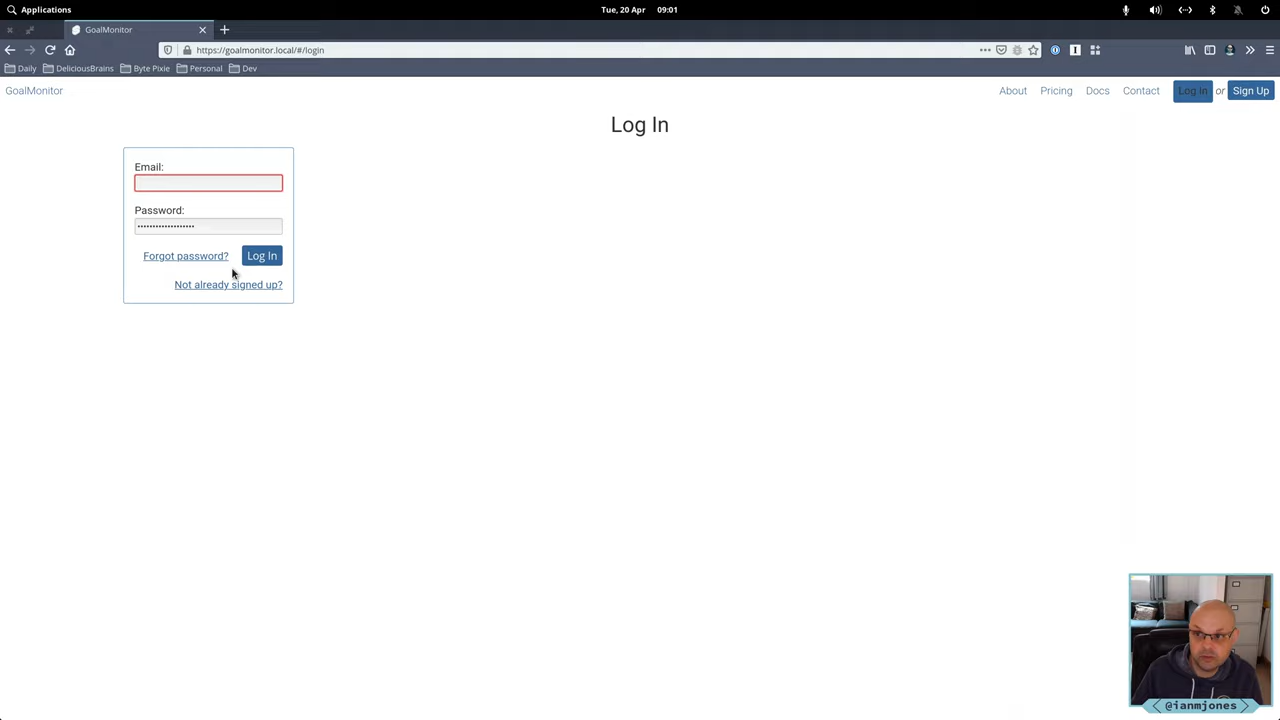 Applications
Tue, 20 Apr 09:01
GoalMonitor
https://goalmonitor.local/#/login
Daily
DeliciousBrains
Byte Pixie
Personal
Dev
GoalMonitor
About
Pricing
Docs
Contact
Log In or Sign Up
Log In
Email:
Password:
Forgot password?
Log In
Not already signed up?
@ianmjones